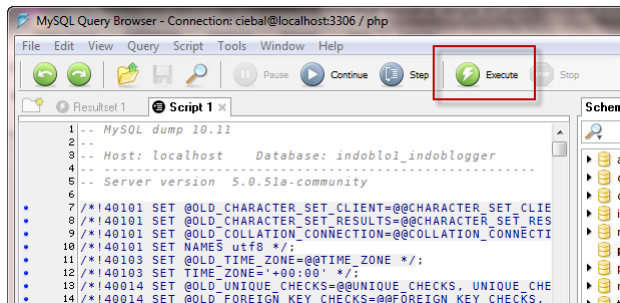 MySQL Query Browser - Connection: ciebal@localhost:3306 / php
File Edit View Query Script Tools Window Help
Pause Continue Step Execute Stop
Resultset 1 Script 1 Schem
1 -- MySQL dump 10.11
2 --
3 -- Host: localhost    Database: indoblo1_indoblogger
4 -- ------------------------------------------------------
5 -- Server version 5.0.51a-community
6
7 /*!40101 SET @OLD_CHARACTER_SET_CLIENT=@@CHARACTER_SET_CLIE
8 /*!40101 SET @OLD_CHARACTER_SET_RESULTS=@@CHARACTER_SET_RES
9 /*!40101 SET @OLD_COLLATION_CONNECTION=@@COLLATION_CONNECTI
10 /*!40101 SET NAMES utf8 */;
11 /*!40103 SET @OLD_TIME_ZONE=@@TIME_ZONE */;
12 /*!40103 SET TIME_ZONE='+00:00' */;
13 /*!40014 SET @OLD_UNIQUE_CHECKS=@@UNIQUE_CHECKS, UNIQUE_CHE
14 /*!40014 SET @OLD_FOREIGN_KEY_CHECKS=@@FOREIGN_KEY_CHECKS,